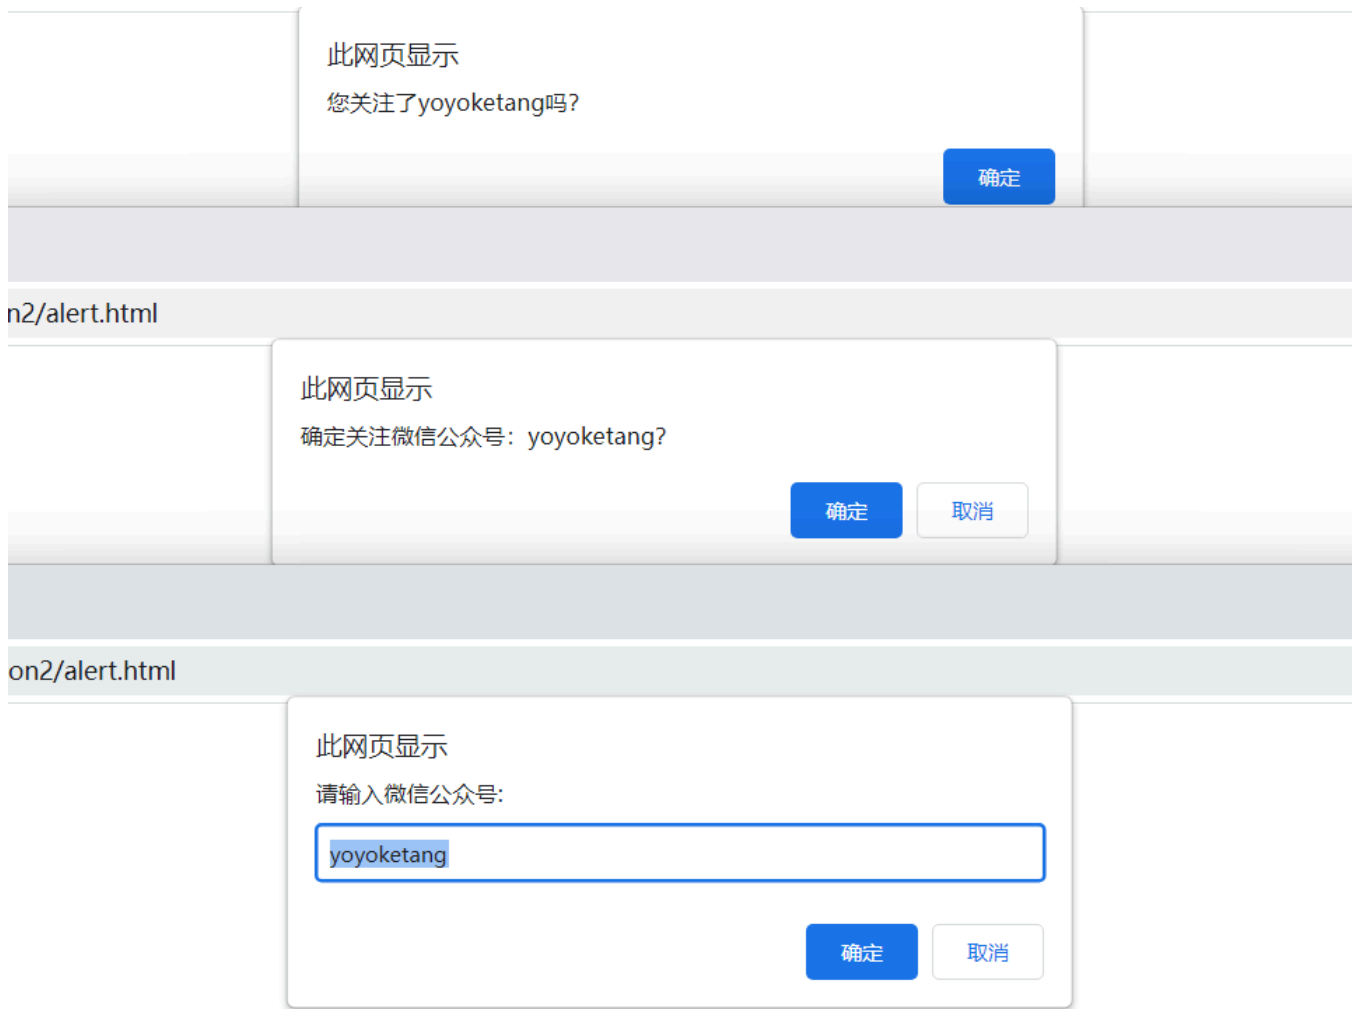 此网页显示
您关注了yoyoketang吗?
确定
n2/alert.html
此网页显示
确定关注微信公众号：yoyoketang?
确定 取消
on2/alert.html
此网页显示
请输入微信公众号:
yoyoketang
确定 取消